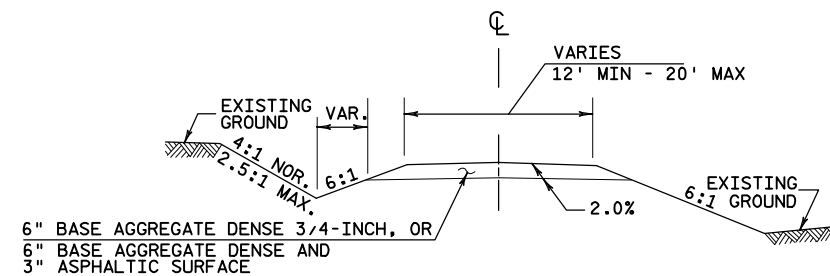 ℄
VARIES
12' MIN - 20' MAX
EXISTING
GROUND
VAR.
4:1 NOR.
2.5:1 MAX.
6:1
6:1
EXISTING
GROUND
2.0%
6" BASE AGGREGATE DENSE 3/4-INCH, OR
6" BASE AGGREGATE DENSE AND
3" ASPHALTIC SURFACE